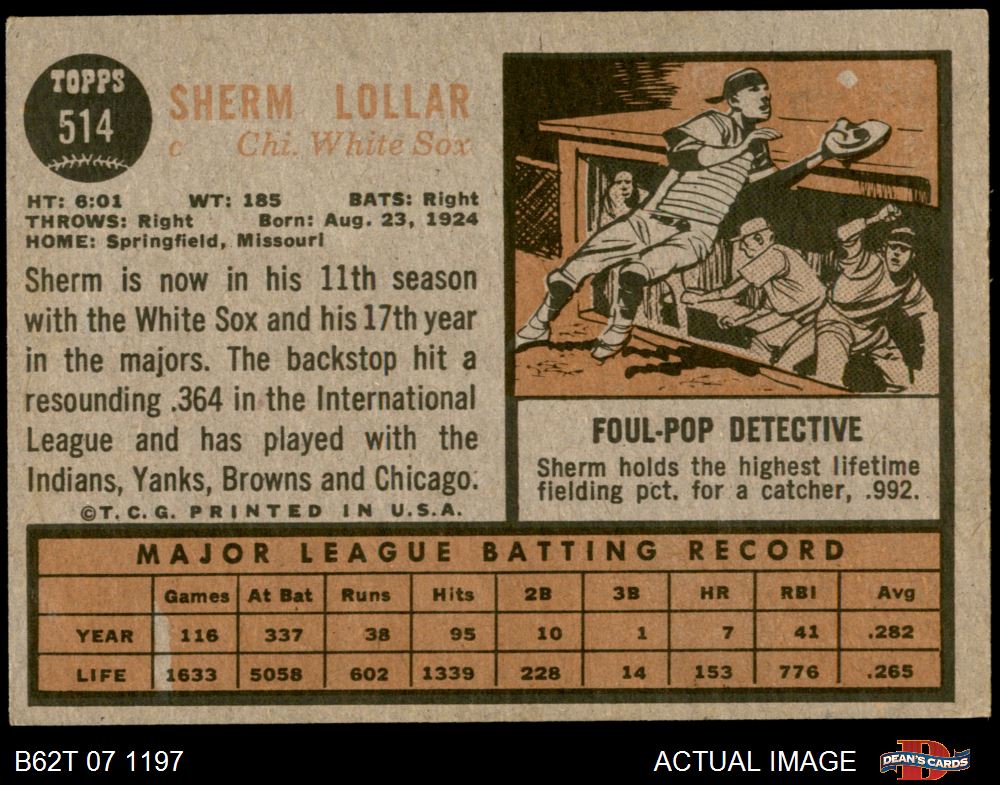 TOPPS
514
SHERM LOLLAR
c Chi. White Sox
HT: 6:01 WT: 185 BATS: Right
THROWS: Right Born: Aug. 23, 1924
HOME: Springfield, Missouri
Sherm is now in his 11th season
with the White Sox and his 17th year
in the majors. The backstop hit a
resounding .364 in the International
League and has played with the
Indians, Yanks, Browns and Chicago.
©T.C.G. PRINTED IN U.S.A.
FOUL-POP DETECTIVE
Sherm holds the highest lifetime
fielding pct. for a catcher, .992.
MAJOR LEAGUE BATTING RECORD
Games At Bat Runs Hits 2B 3B HR RBI Avg
YEAR 116 337 38 95 10 1 7 41 .282
LIFE 1633 5058 602 1339 228 14 153 776 .265
B62T 07 1197 ACTUAL IMAGE
D
DEAN'S CARDS